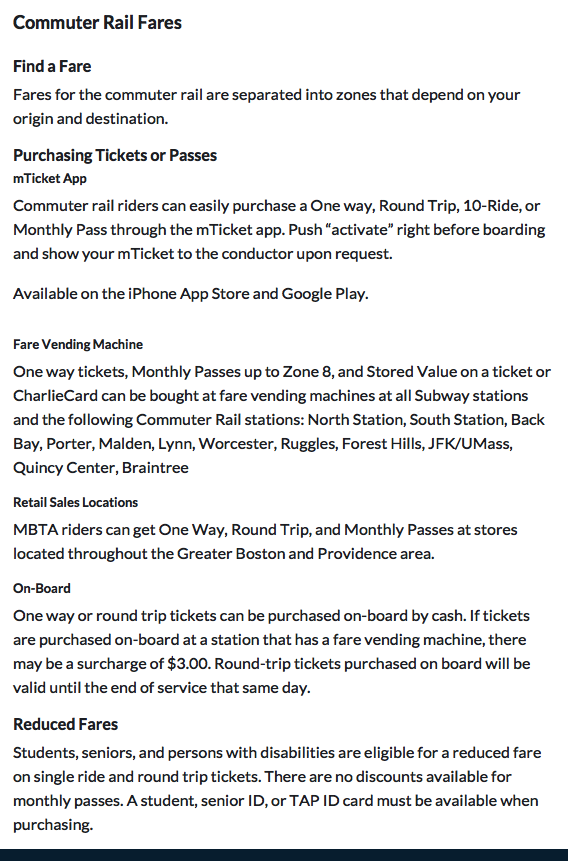 Commuter Rail Fares
Find a Fare
Fares for the commuter rail are separated into zones that depend on your
origin and destination.
Purchasing Tickets or Passes
mTicket App
Commuter rail riders can easily purchase a One way, Round Trip, 10-Ride, or
Monthly Pass through the mTicket app. Push “activate” right before boarding
and show your mTicket to the conductor upon request.
Available on the iPhone App Store and Google Play.
Fare Vending Machine
One way tickets, Monthly Passes up to Zone 8, and Stored Value on a ticket or
CharlieCard can be bought at fare vending machines at all Subway stations
and the following Commuter Rail stations: North Station, South Station, Back
Bay, Porter, Malden, Lynn, Worcester, Ruggles, Forest Hills, JFK/UMass,
Quincy Center, Braintree
Retail Sales Locations
MBTA riders can get One Way, Round Trip, and Monthly Passes at stores
located throughout the Greater Boston and Providence area.
On-Board
One way or round trip tickets can be purchased on-board by cash. If tickets
are purchased on-board at a station that has a fare vending machine, there
may be a surcharge of $3.00. Round-trip tickets purchased on board will be
valid until the end of service that same day.
Reduced Fares
Students, seniors, and persons with disabilities are eligible for a reduced fare
on single ride and round trip tickets. There are no discounts available for
monthly passes. A student, senior ID, or TAP ID card must be available when
purchasing.